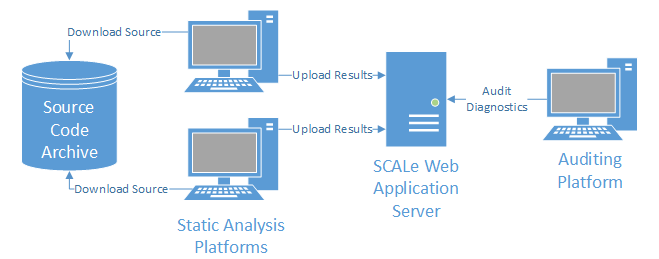 Download Source
Source
Code
Archive
Download Source
Upload Results
Upload Results
Static Analysis
Platforms
SCALe Web
Application
Server
Audit
Diagnostics
Auditing
Platform